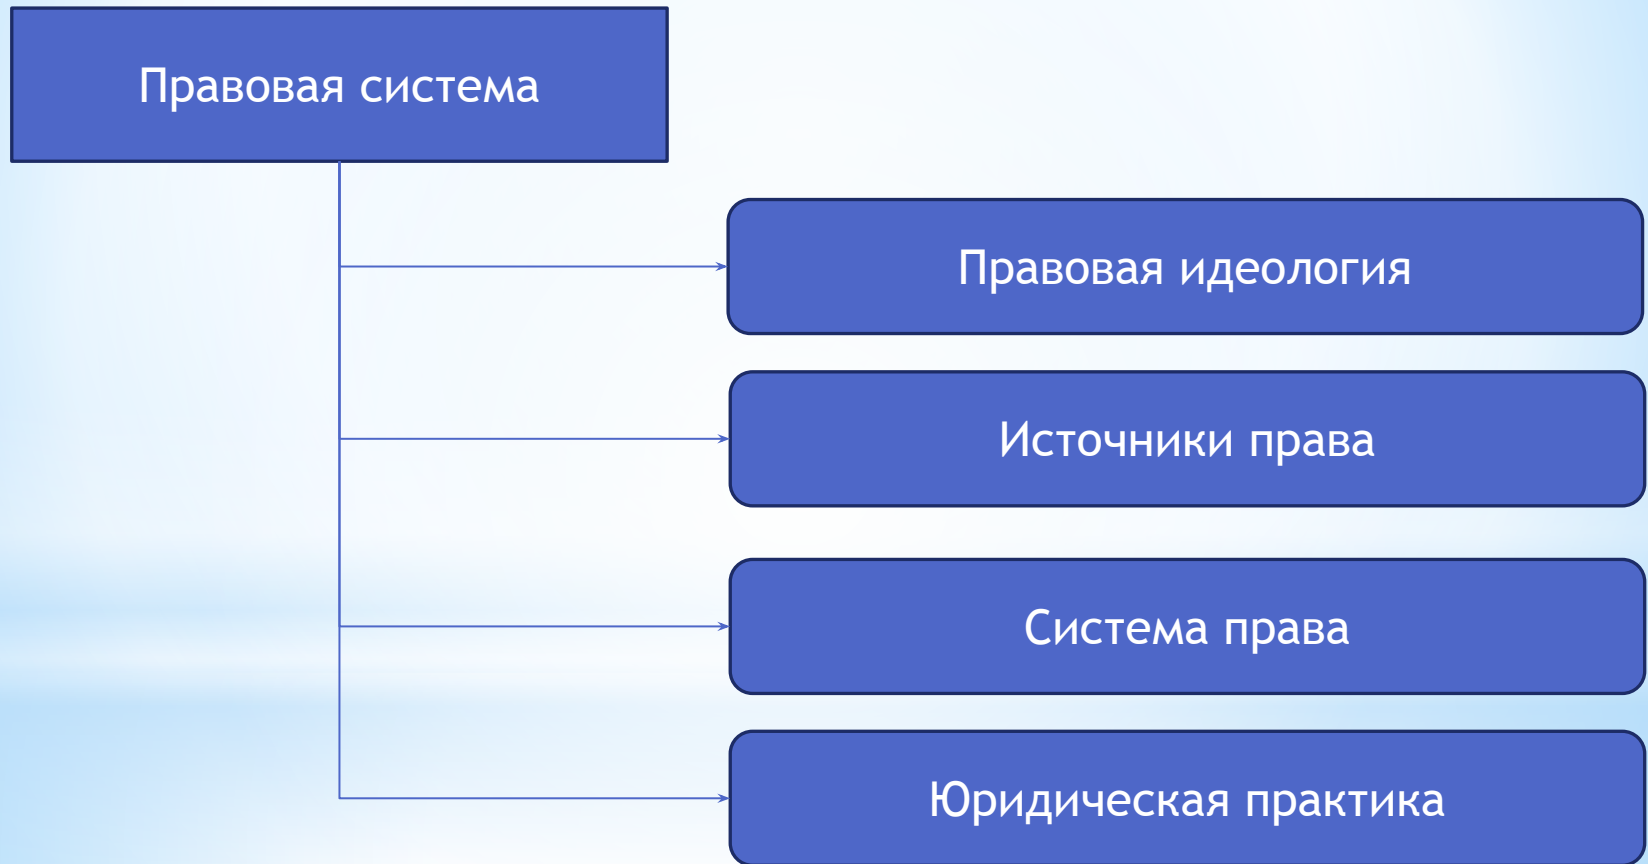 Правовая система
Правовая идеология
Источники права
Система права
Юридическая практика